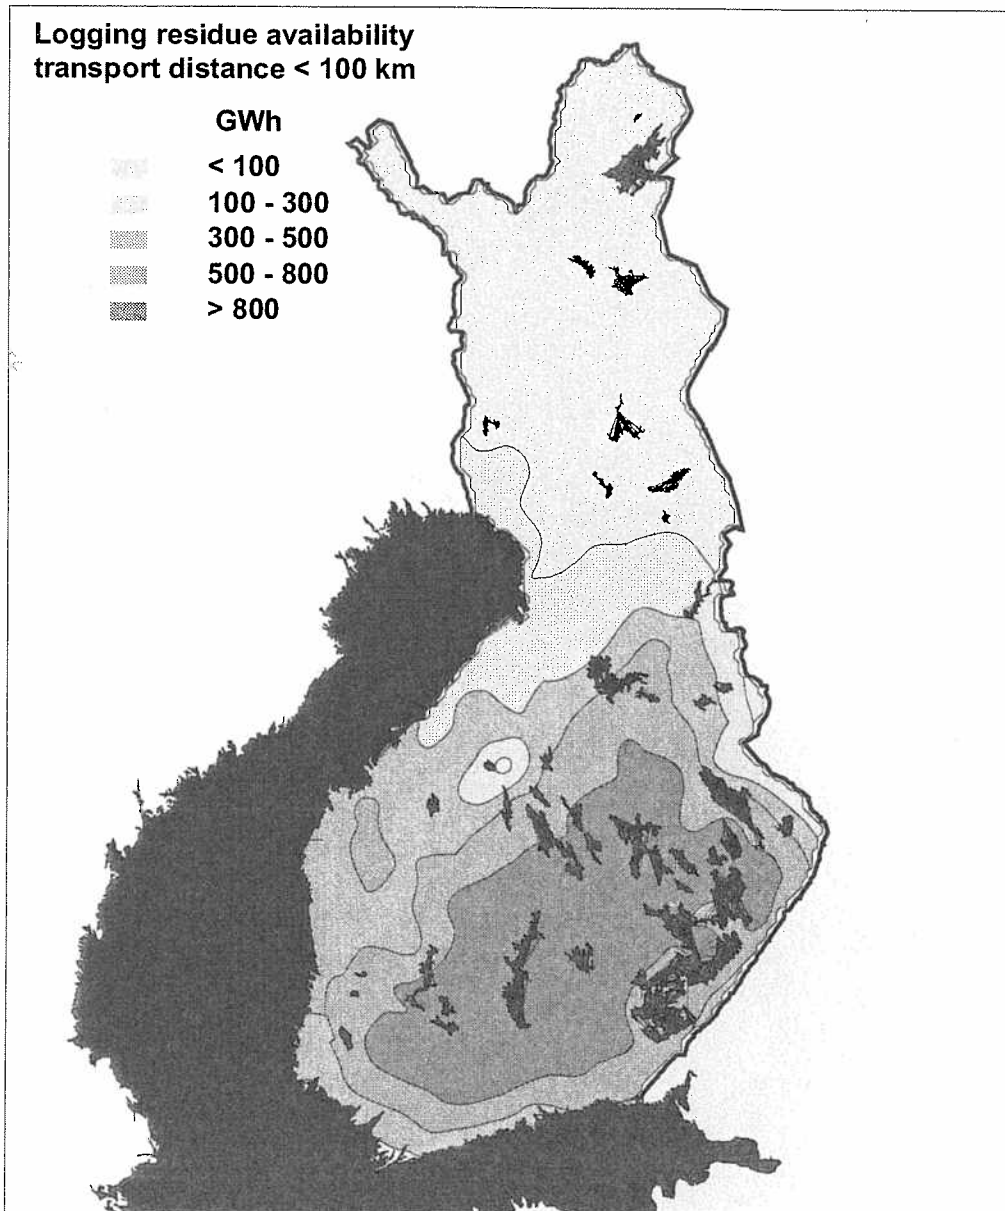 Logging residue availability
transport distance < 100 km
GWh
< 100
100 - 300
300 - 500
500 - 800
> 800